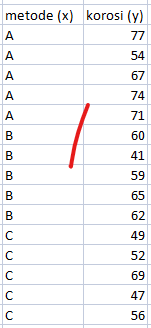 metode (x) korosi (y)
A 77
A 54
A 67
A 74
A 71
B 60
B 41
B 59
B 65
B 62
C 49
C 52
C 69
C 47
C 56